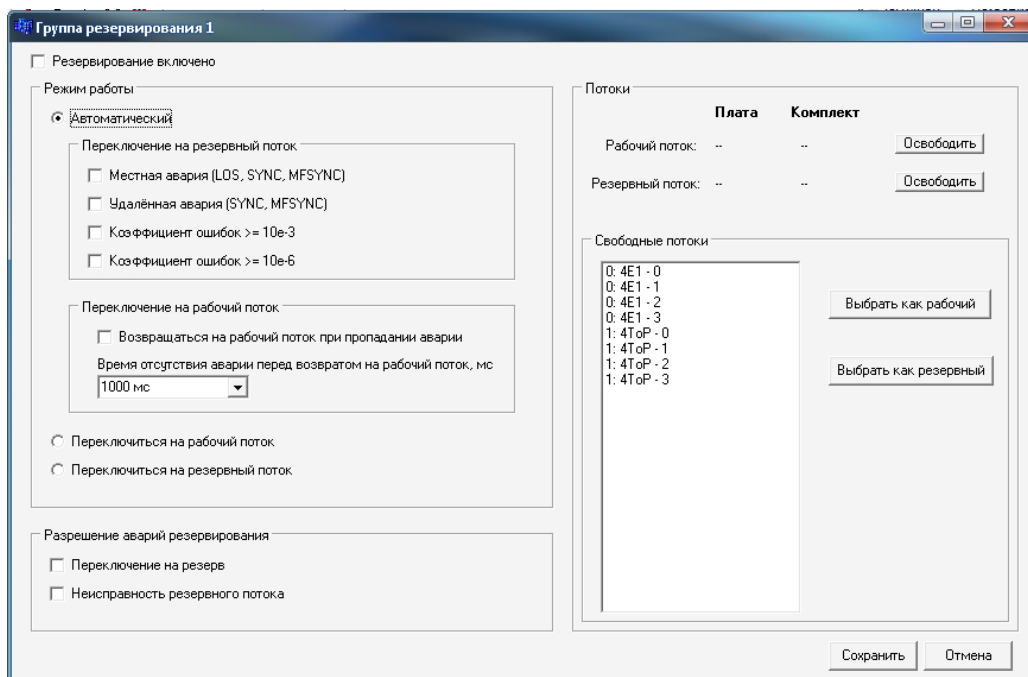 Группа резервирования 1
Резервирование включено
Режим работы
Автоматический
Переключение на резервный поток
Местная авария (LOS, SYNC, MFSYNC)
Удалённая авария (SYNC, MFSYNC)
Коэффициент ошибок >= 10e-3
Коэффициент ошибок >= 10e-6
Переключение на рабочий поток
Возвращаться на рабочий поток при пропадании аварии
Время отсутствия аварии перед возвратом на рабочий поток, мс
1000 мс
Переключиться на рабочий поток
Переключиться на резервный поток
Разрешение аварий резервирования
Переключение на резерв
Неисправность резервного потока
Потоки
Плата Комплект
Рабочий поток: -- -- Освободить
Резервный поток: -- -- Освободить
Свободные потоки
0: 4E1 - 0
0: 4E1 - 1
0: 4E1 - 2
0: 4E1 - 3
1: 4ToP - 0
1: 4ToP - 1
1: 4ToP - 2
1: 4ToP - 3
Выбрать как рабочий
Выбрать как резервный
Сохранить Отмена